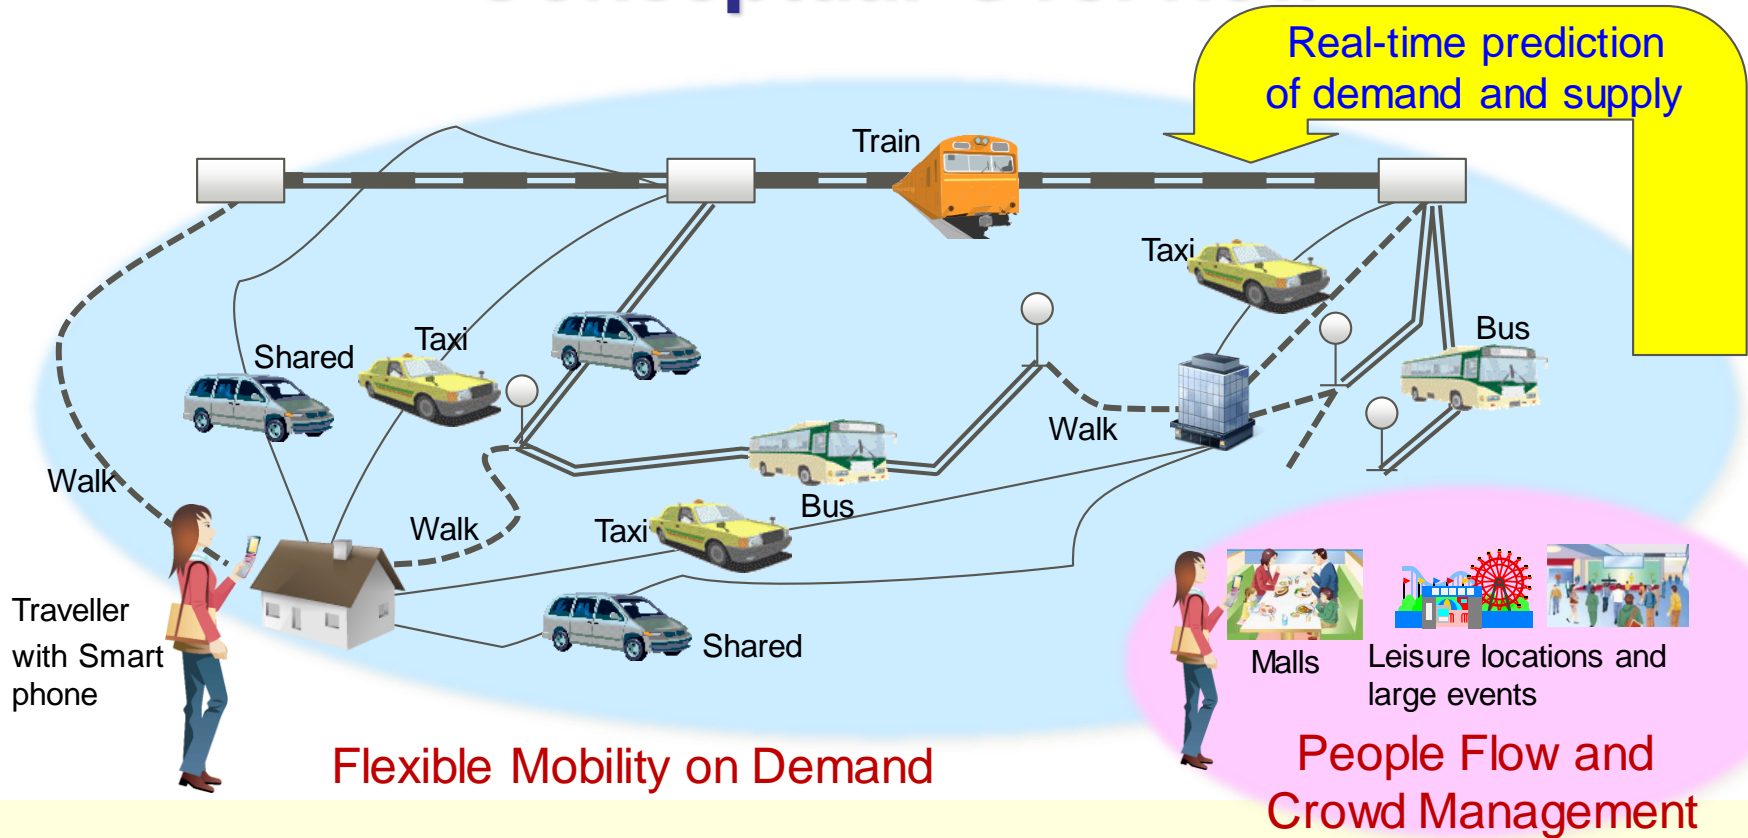 Real-time prediction
of demand and supply
Train
Taxi
Bus
Taxi
Shared
Walk
Walk
Walk
Bus
Taxi
Traveller
with Smart
phone
Shared
Malls
Leisure locations and
large events
Flexible Mobility on Demand
People Flow and
Crowd Management